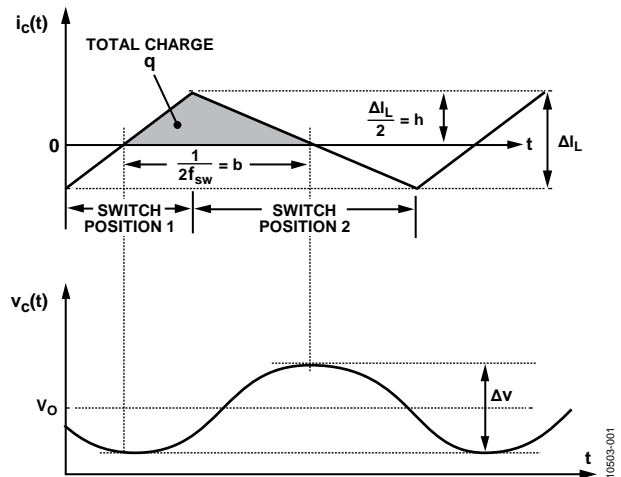 i_C(t)
TOTAL CHARGE
q
ΔI_L/2 = h
ΔI_L
0
t
1/2f_SW = b
SWITCH
POSITION 1
SWITCH
POSITION 2
v_C(t)
V_O
Δv
t
10503-001